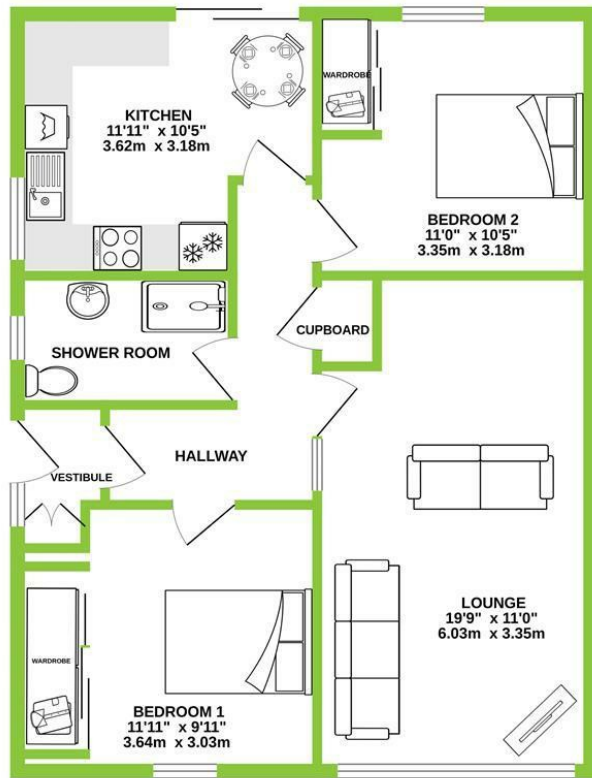 KITCHEN
11'11" x 10'5"
3.62m x 3.18m
WARDROBE
BEDROOM 2
11'0" x 10'5"
3.35m x 3.18m
SHOWER ROOM
CUPBOARD
VESTIBULE
HALLWAY
LOUNGE
19'9" x 11'0"
6.03m x 3.35m
WARDROBE
BEDROOM 1
11'11" x 9'11"
3.64m x 3.03m